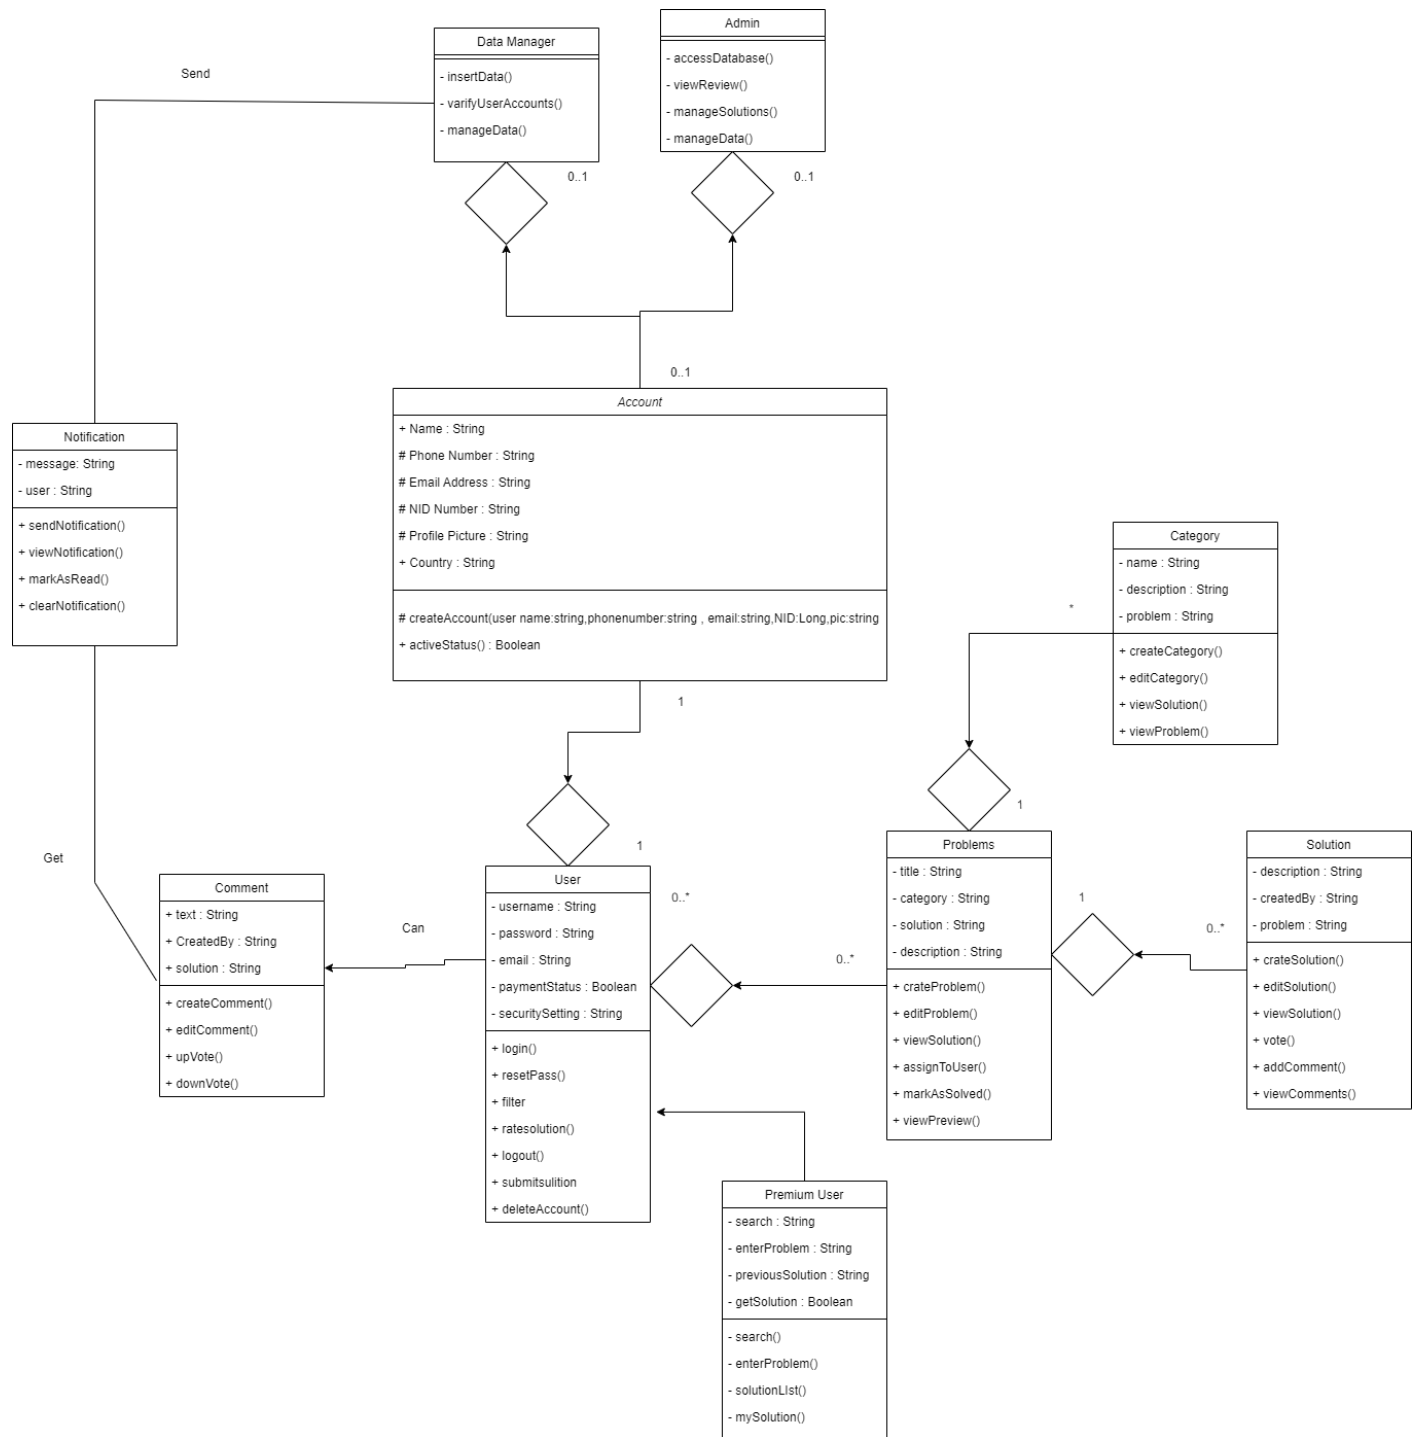 Admin
- accessDatabase()
- viewReview()
- manageSolutions()
- manageData()
0..1
Data Manager
- insertData()
- varifyUserAccounts()
- manageData()
0..1
Send
0..1
Account
+ Name : String
# Phone Number : String
# Email Address : String
# NID Number : String
# Profile Picture : String
+ Country : String
# createAccount(user name:string,phonenumber:string , email:string,NID:Long,pic:string
+ activeStatus() : Boolean
1
Notification
- message: String
- user : String
+ sendNotification()
+ viewNotification()
+ markAsRead()
+ clearNotification()
Get
Category
- name : String
- description : String
- problem : String
+ createCategory()
+ editCategory()
+ viewSolution()
+ viewProblem()
*
1
Comment
+ text : String
+ CreatedBy : String
+ solution : String
+ createComment()
+ editComment()
+ upVote()
+ downVote()
Can
1
User
- username : String
- password : String
- email : String
- paymentStatus : Boolean
- securitySetting : String
+ login()
+ resetPass()
+ filter
+ ratesolution()
+ logout()
+ submitsulition
+ deleteAccount()
0..*
0..*
Problems
- title : String
- category : String
- solution : String
- description : String
+ crateProblem()
+ editProblem()
+ viewSolution()
+ assignToUser()
+ markAsSolved()
+ viewPreview()
1
0..*
Solution
- description : String
- createdBy : String
- problem : String
+ crateSolution()
+ editSolution()
+ viewSolution()
+ vote()
+ addComment()
+ viewComments()
Premium User
- search : String
- enterProblem : String
- previousSolution : String
- getSolution : Boolean
- search()
- enterProblem()
- solutionLIst()
- mySolution()